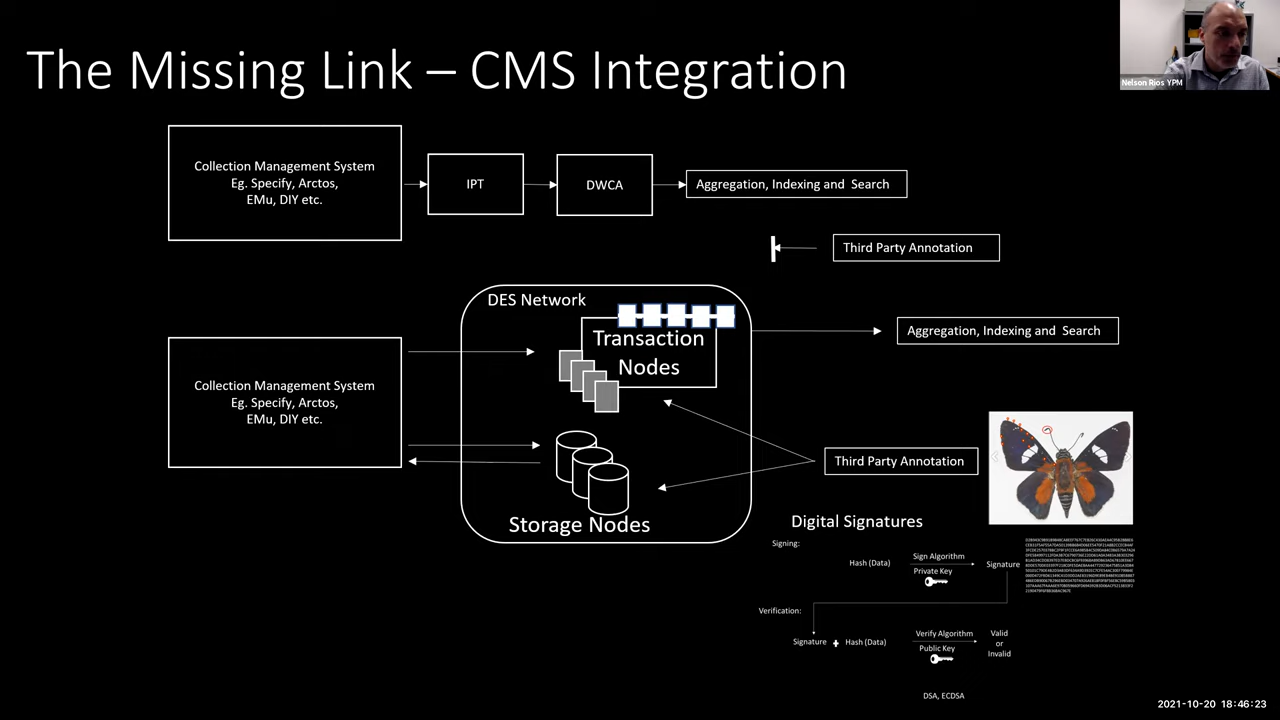 The Missing Link – CMS Integration
Nelson Rios YPM
Collection Management System
Eg. Specify, Arctos,
EMu, DIY etc.
IPT
DWCA
Aggregation, Indexing and Search
Third Party Annotation
DES Network
Transaction
Nodes
Aggregation, Indexing and Search
Collection Management System
Eg. Specify, Arctos,
EMu, DIY etc.
Third Party Annotation
Storage Nodes
Digital Signatures
Signing:
Hash (Data)
Sign Algorithm
Private Key
Signature
Verification:
Signature + Hash (Data)
Verify Algorithm
Public Key
Valid
or
Invalid
DSA, ECDSA
2021-10-20 18:46:23